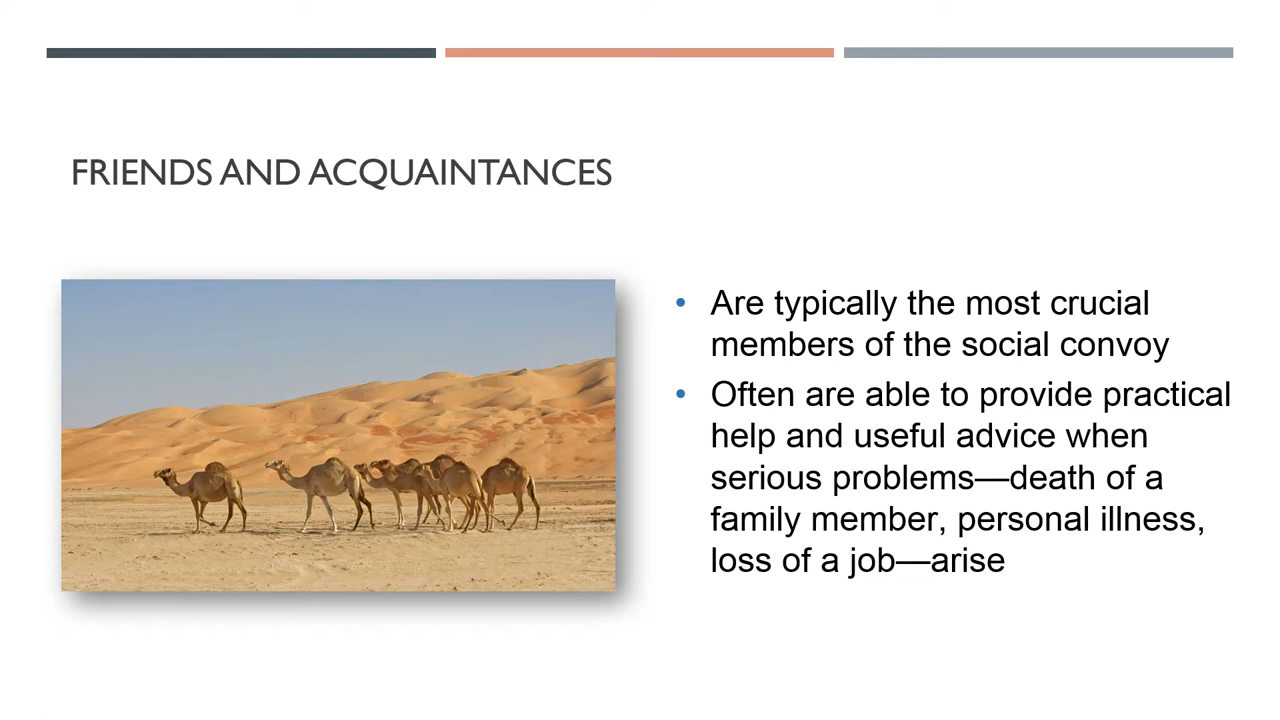 FRIENDS AND ACQUAINTANCES
• Are typically the most crucial
members of the social convoy
• Often are able to provide practical
help and useful advice when
serious problems—death of a
family member, personal illness,
loss of a job—arise